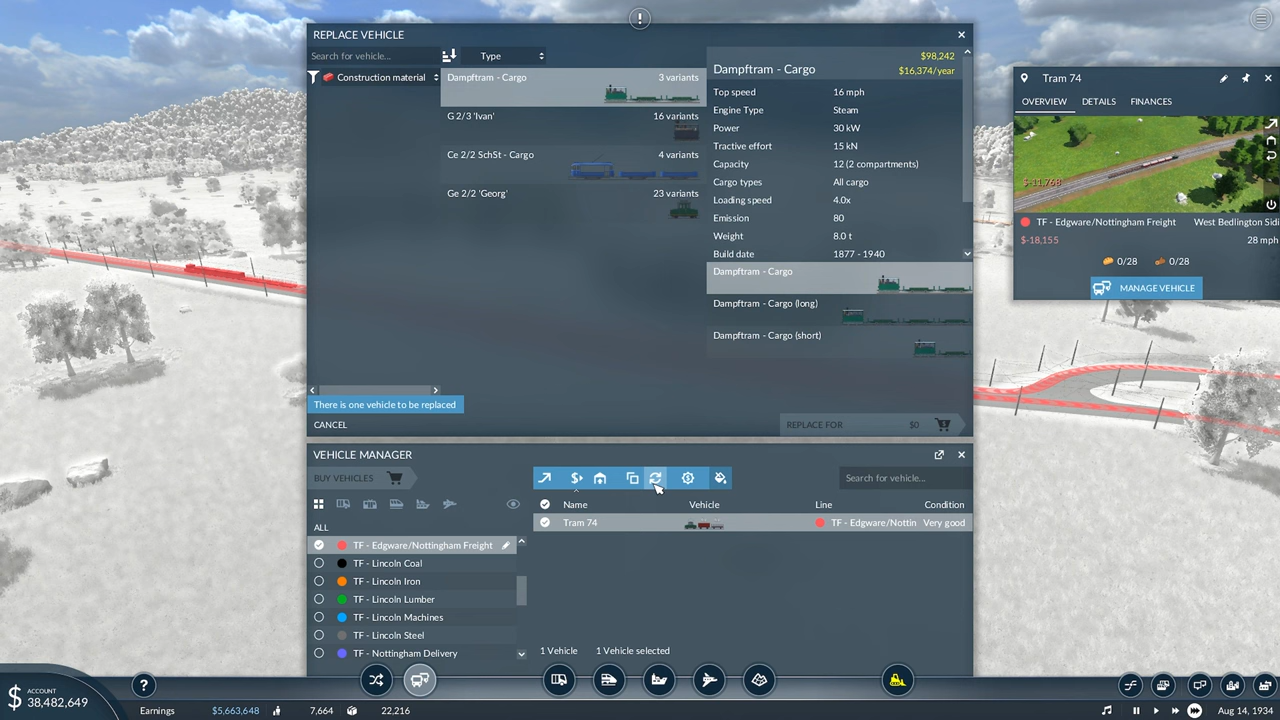 REPLACE VEHICLE
Search for vehicle...
Type
Construction material
Dampftram - Cargo
3 variants
G 2/3 'Ivan'
16 variants
Ce 2/2 SchSt - Cargo
4 variants
Ge 2/2 'Georg'
23 variants
$98,242
Dampftram - Cargo
$16,374/year
Top speed
16 mph
Engine Type
Steam
Power
30 kW
Tractive effort
15 kN
Capacity
12 (2 compartments)
Cargo types
All cargo
Loading speed
4.0x
Emission
80
Weight
8.0 t
Build date
1877 - 1940
Dampftram - Cargo
Dampftram - Cargo (long)
Dampftram - Cargo (short)
There is one vehicle to be replaced
CANCEL
REPLACE FOR
$0
Tram 74
OVERVIEW
DETAILS
FINANCES
$-11,768
TF - Edgware/Nottingham Freight
West Bedlington Sidi
$-18,155
28 mph
0/28
0/28
MANAGE VEHICLE
VEHICLE MANAGER
BUY VEHICLES
Search for vehicle...
ALL
TF - Edgware/Nottingham Freight
TF - Lincoln Coal
TF - Lincoln Iron
TF - Lincoln Lumber
TF - Lincoln Machines
TF - Lincoln Steel
TF - Nottingham Delivery
Name
Vehicle
Line
Condition
Tram 74
TF - Edgware/Nottin
Very good
1 Vehicle
1 Vehicle selected
$ ACCOUNT
38,482,649
?
Earnings
$5,663,648
7,664
22,216
Aug 14, 1934